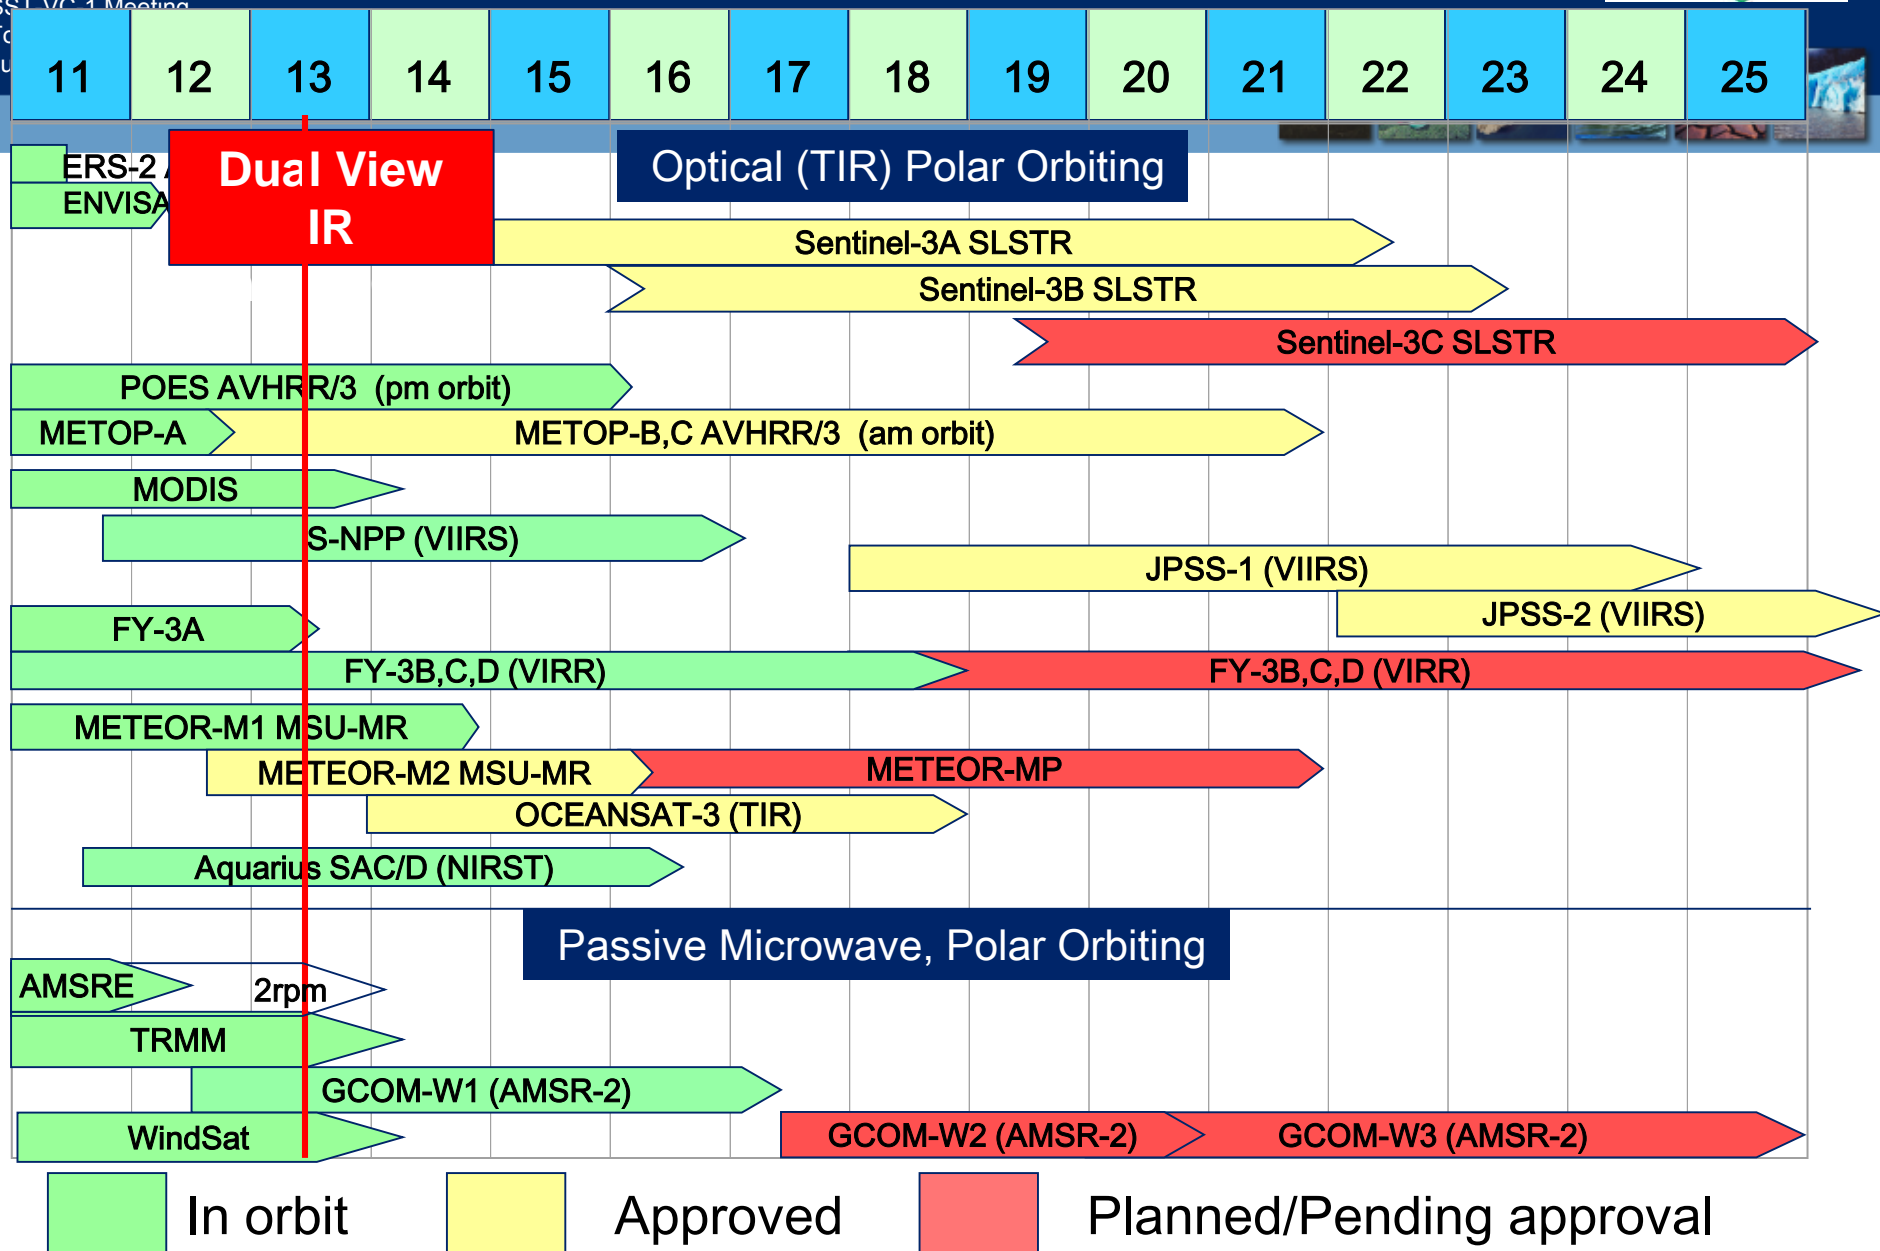 SST VC-1 Meeting
11 12 13 14 15 16 17 18 19 20 21 22 23 24 25
Dual View
IR
Optical (TIR) Polar Orbiting
ERS-2
ENVISA
Sentinel-3A SLSTR
Sentinel-3B SLSTR
Sentinel-3C SLSTR
POES AVHRR/3 (pm orbit)
METOP-A METOP-B,C AVHRR/3 (am orbit)
MODIS
S-NPP (VIIRS)
JPSS-1 (VIIRS)
JPSS-2 (VIIRS)
FY-3A
FY-3B,C,D (VIRR) FY-3B,C,D (VIRR)
METEOR-M1 MSU-MR
METEOR-M2 MSU-MR METEOR-MP
OCEANSAT-3 (TIR)
Aquarius SAC/D (NIRST)
Passive Microwave, Polar Orbiting
AMSRE 2rpm
TRMM
GCOM-W1 (AMSR-2)
WindSat GCOM-W2 (AMSR-2) GCOM-W3 (AMSR-2)
In orbit Approved Planned/Pending approval